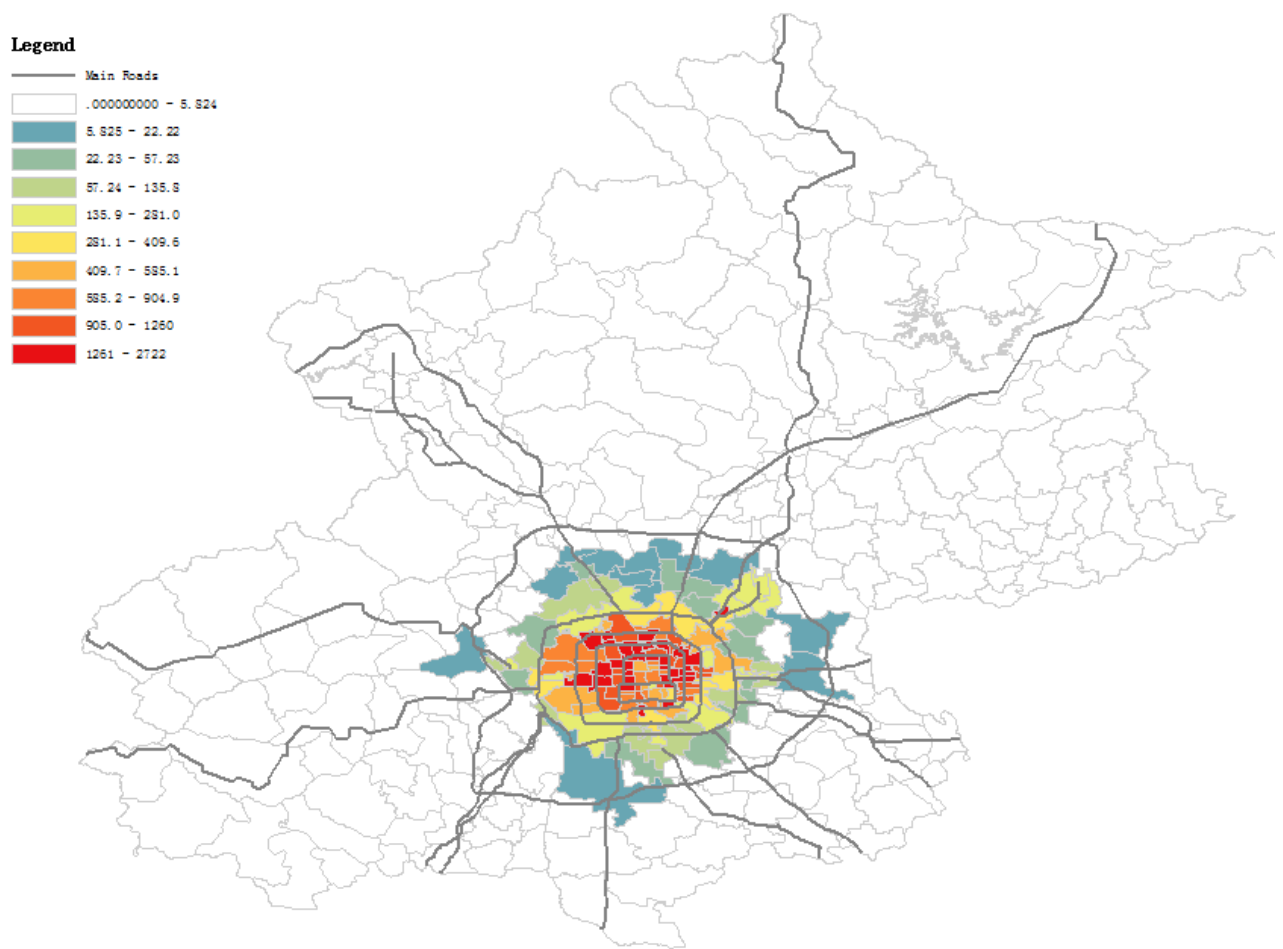 Legend
Main Roads
.000000000 - 5.824
5.825 - 22.22
22.23 - 57.23
57.24 - 135.8
135.9 - 281.0
281.1 - 409.6
409.7 - 585.1
585.2 - 904.9
905.0 - 1260
1261 - 2722